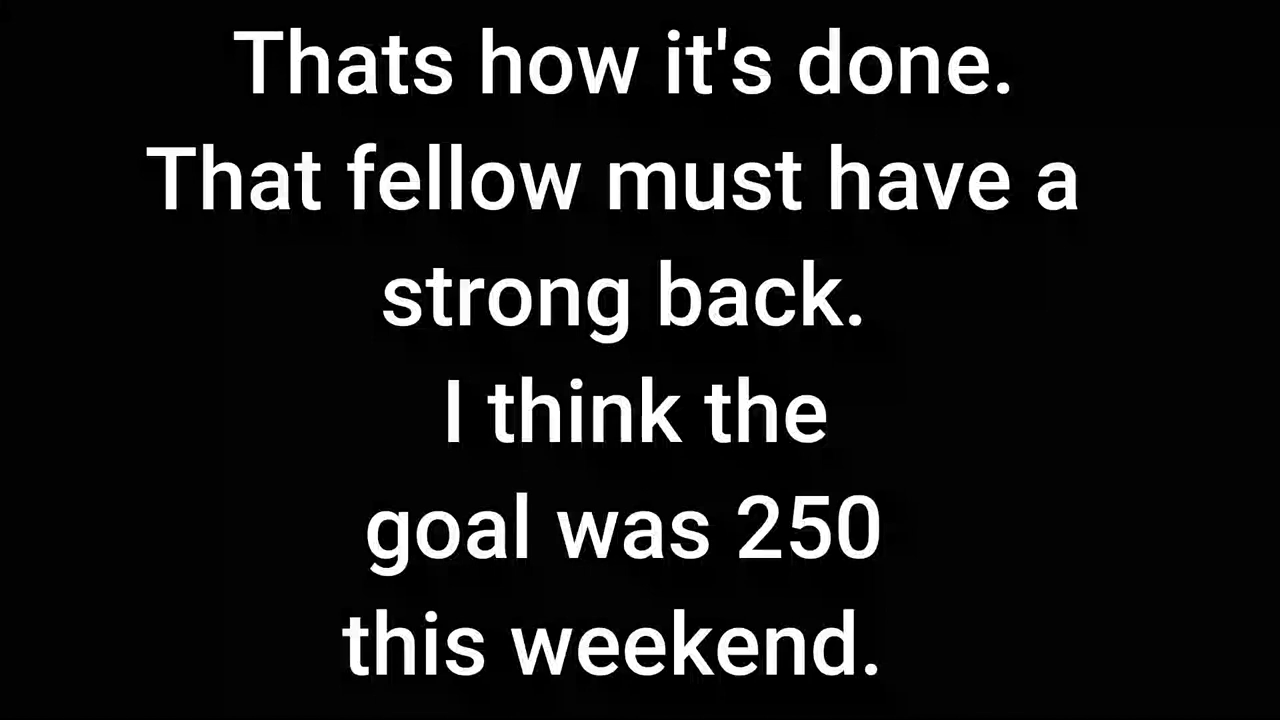 Thats how it's done.
That fellow must have a
strong back.
I think the
goal was 250
this weekend.